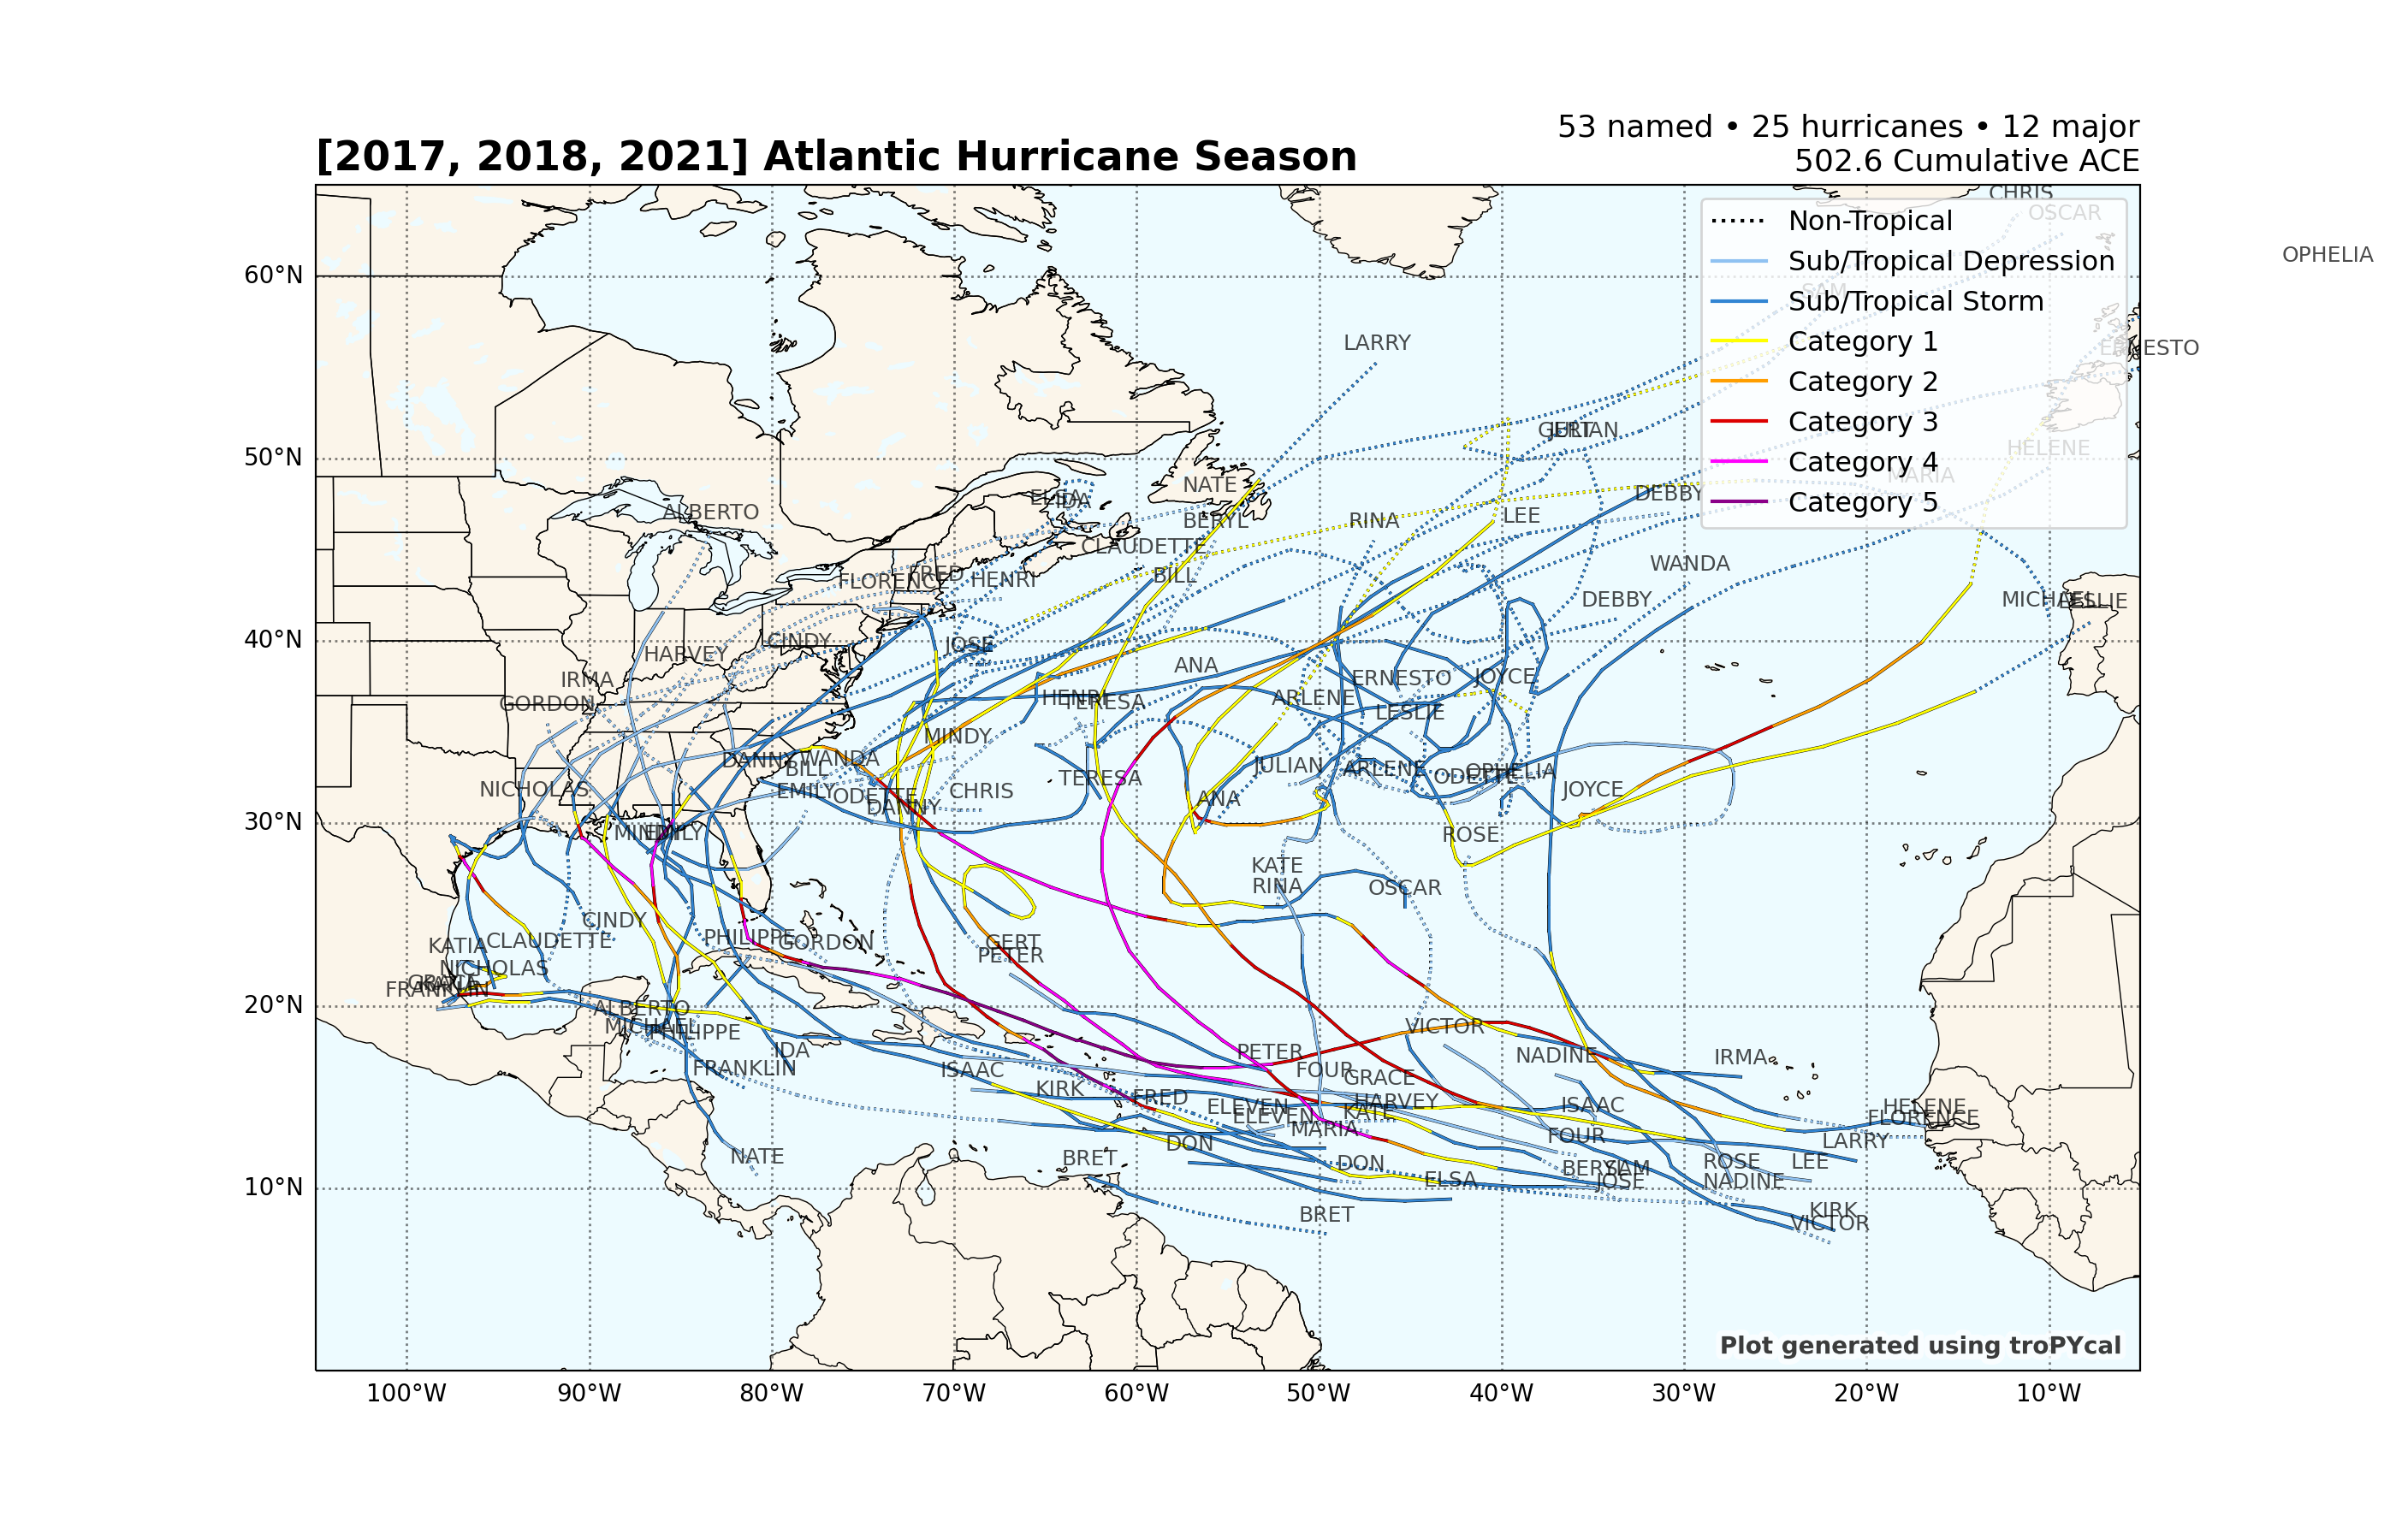 53 named • 25 hurricanes • 12 major
[2017, 2018, 2021] Atlantic Hurricane Season
502.6 Cumulative ACE
CHRIS
OSCAR
Non-Tropical
OPHELIA
Sub/Tropical Depression
60°N
SAM
Sub/Tropical Storm
LARRY
Category 1
ERNESTO
Category 2
Category 3
GERT
JULIAN
50°N
HELENE
Category 4
MARIA
NATE
DEBBY
ELSA
IDA
Category 5
ALBERTO
BERYL
RINA
LEE
CLAUDETTE
WANDA
FLORENCE
FRED
HENRI
BILL
DEBBY
MICHAEL
LESLIE
40°N
CINDY
JOSE
HARVEY
ANA
IRMA
ERNESTO
JOYCE
GORDON
HENRI
TERESA
ARLENE
LESLIE
MINDY
DANNY
WANDA
BILL
JULIAN
ARLENE
ODETTE
OPHELIA
TERESA
NICHOLAS
EMILY
ODETTE
CHRIS
JOYCE
DANNY
ANA
30°N
MINDY
EMILY
ROSE
KATE
RINA
OSCAR
CINDY
KATIA
CLAUDETTE
PHILIPPE
GORDON
GERT
PETER
NICHOLAS
GRACE
KATIA
FRANKLIN
20°N
ALBERTO
MICHAEL
PHILIPPE
VICTOR
IDA
PETER
NADINE
IRMA
FRANKLIN
ISAAC
FOUR
GRACE
KIRK
FRED
HARVEY
ELEVEN
ELEVEN
KATE
ISAAC
HELENE
FLORENCE
MARIA
DON
FOUR
LARRY
NATE
BRET
DON
BERYL
SAM
ROSE
LEE
10°N
ELSA
JOSE
NADINE
BRET
KIRK
VICTOR
Plot generated using troPYcal
100°W 90°W 80°W 70°W 60°W 50°W 40°W 30°W 20°W 10°W